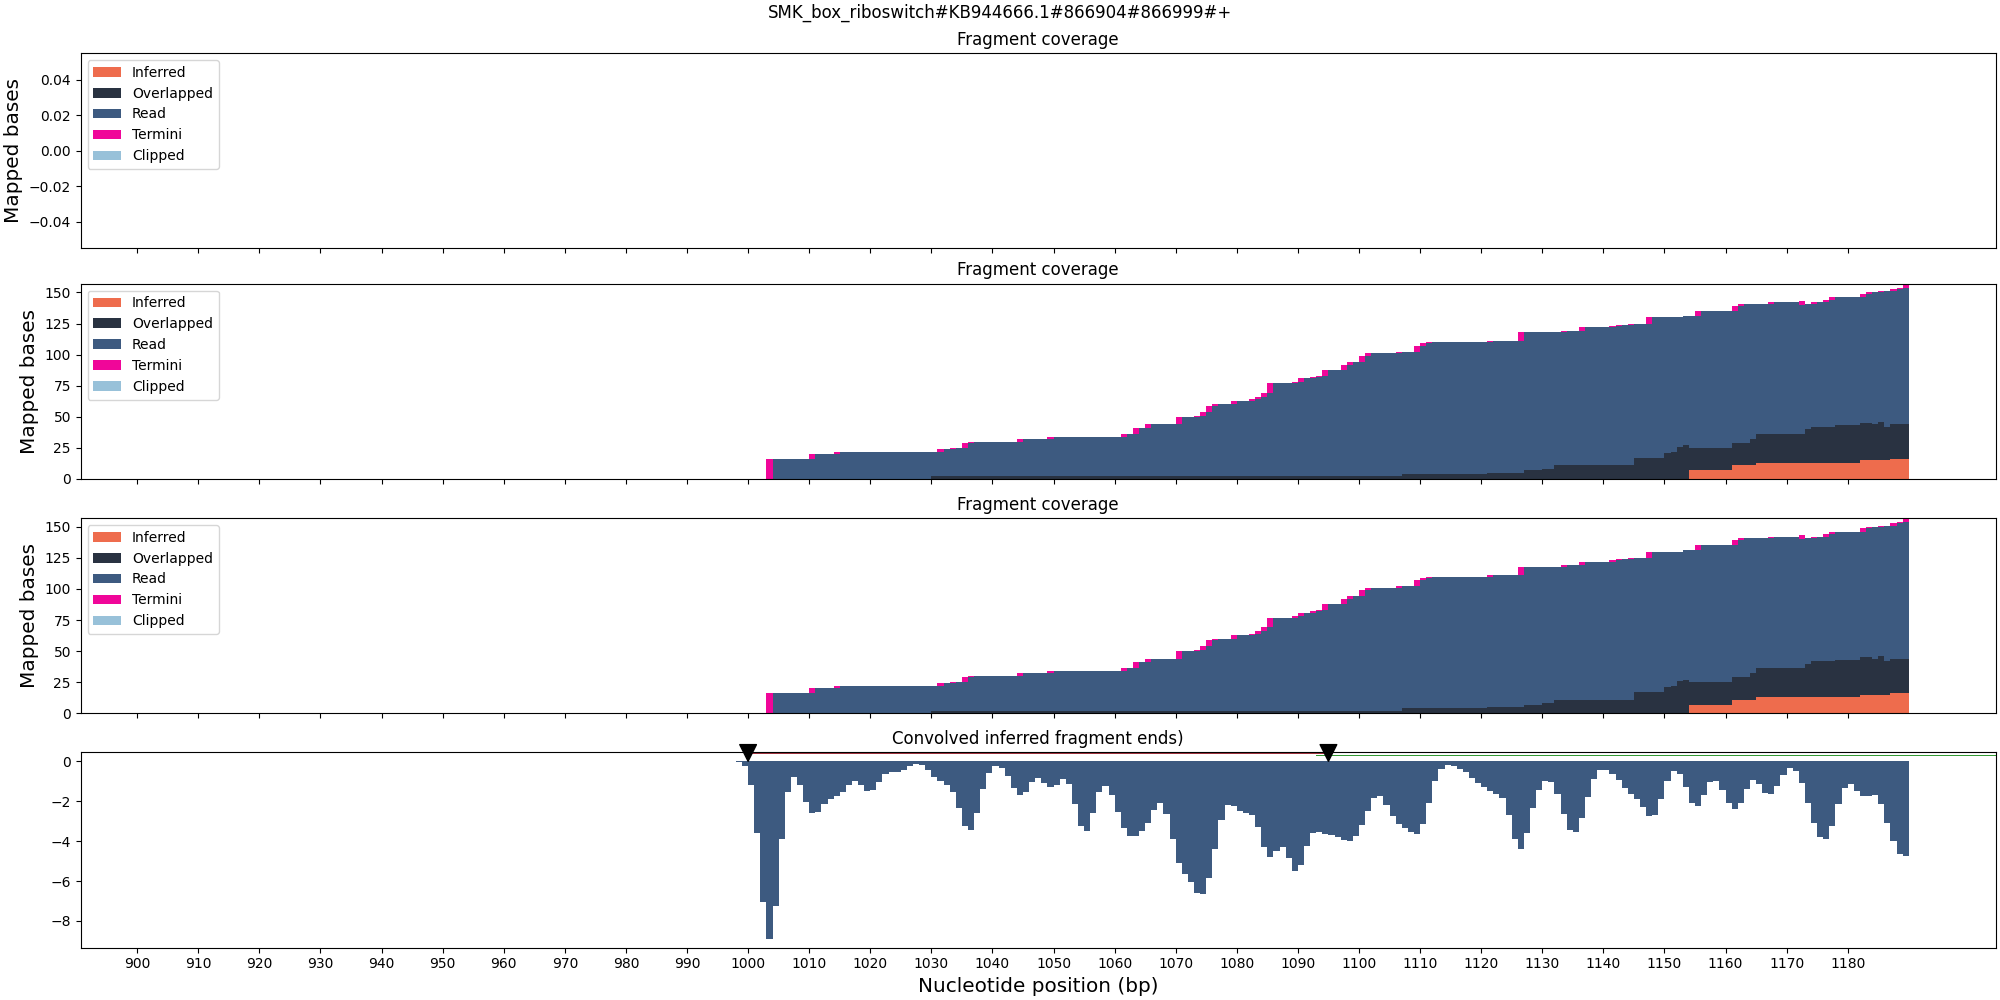 SMK_box_riboswitch#KB944666.1#866904#866999#+
Fragment coverage
Mapped bases
0.04
0.02
0.00
−0.02
−0.04
Inferred
Overlapped
Read
Termini
Clipped
Fragment coverage
Mapped bases
150
125
100
75
50
25
0
Inferred
Overlapped
Read
Termini
Clipped
Fragment coverage
Mapped bases
150
125
100
75
50
25
0
Inferred
Overlapped
Read
Termini
Clipped
Convolved inferred fragment ends)
0
−2
−4
−6
−8
900 910 920 930 940 950 960 970 980 990 1000 1010 1020 1030 1040 1050 1060 1070 1080 1090 1100 1110 1120 1130 1140 1150 1160 1170 1180
Nucleotide position (bp)